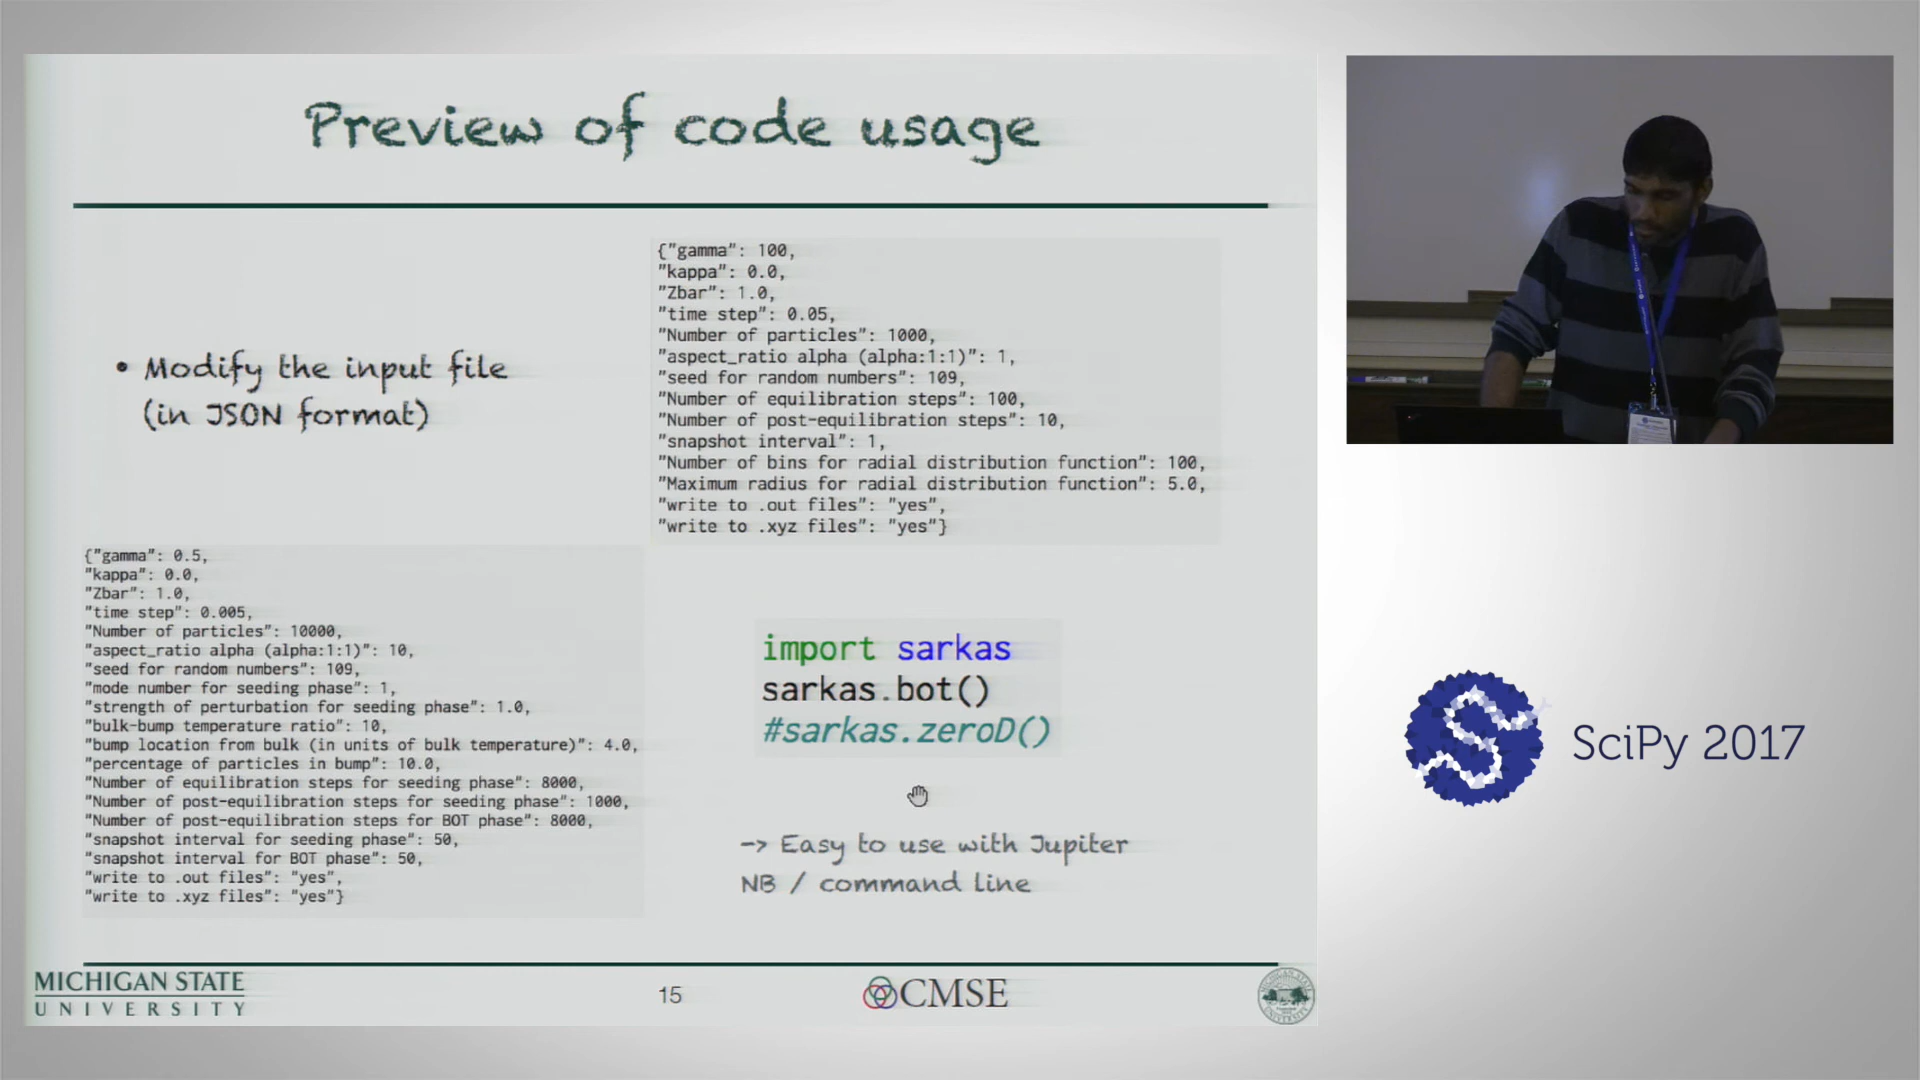 Preview of code usage
• Modify the input file
(in JSON format)
{"gamma": 100,
"kappa": 0.0,
"Zbar": 1.0,
"time step": 0.05,
"Number of particles": 1000,
"aspect_ratio alpha (alpha:1:1)": 1,
"seed for random numbers": 109,
"Number of equilibration steps": 100,
"Number of post-equilibration steps": 10,
"snapshot interval": 1,
"Number of bins for radial distribution function": 100,
"Maximum radius for radial distribution function": 5.0,
"write to .out files": "yes",
"write to .xyz files": "yes"}
{"gamma": 0.5,
"kappa": 0.0,
"Zbar": 1.0,
"time step": 0.005,
"Number of particles": 10000,
"aspect_ratio alpha (alpha:1:1)": 10,
"seed for random numbers": 109,
"mode number for seeding phase": 1,
"strength of perturbation for seeding phase": 1.0,
"bulk-bump temperature ratio": 10,
"bump location from bulk (in units of bulk temperature)": 4.0,
"percentage of particles in bump": 10.0,
"Number of equilibration steps for seeding phase": 8000,
"Number of post-equilibration steps for seeding phase": 1000,
"Number of post-equilibration steps for BOT phase": 8000,
"snapshot interval for seeding phase": 50,
"snapshot interval for BOT phase": 50,
"write to .out files": "yes",
"write to .xyz files": "yes"}
import sarkas
sarkas.bot()
#sarkas.zeroD()
-> Easy to use with Jupiter
NB / command line
MICHIGAN STATE
UNIVERSITY
15
CMSE
SciPy 2017